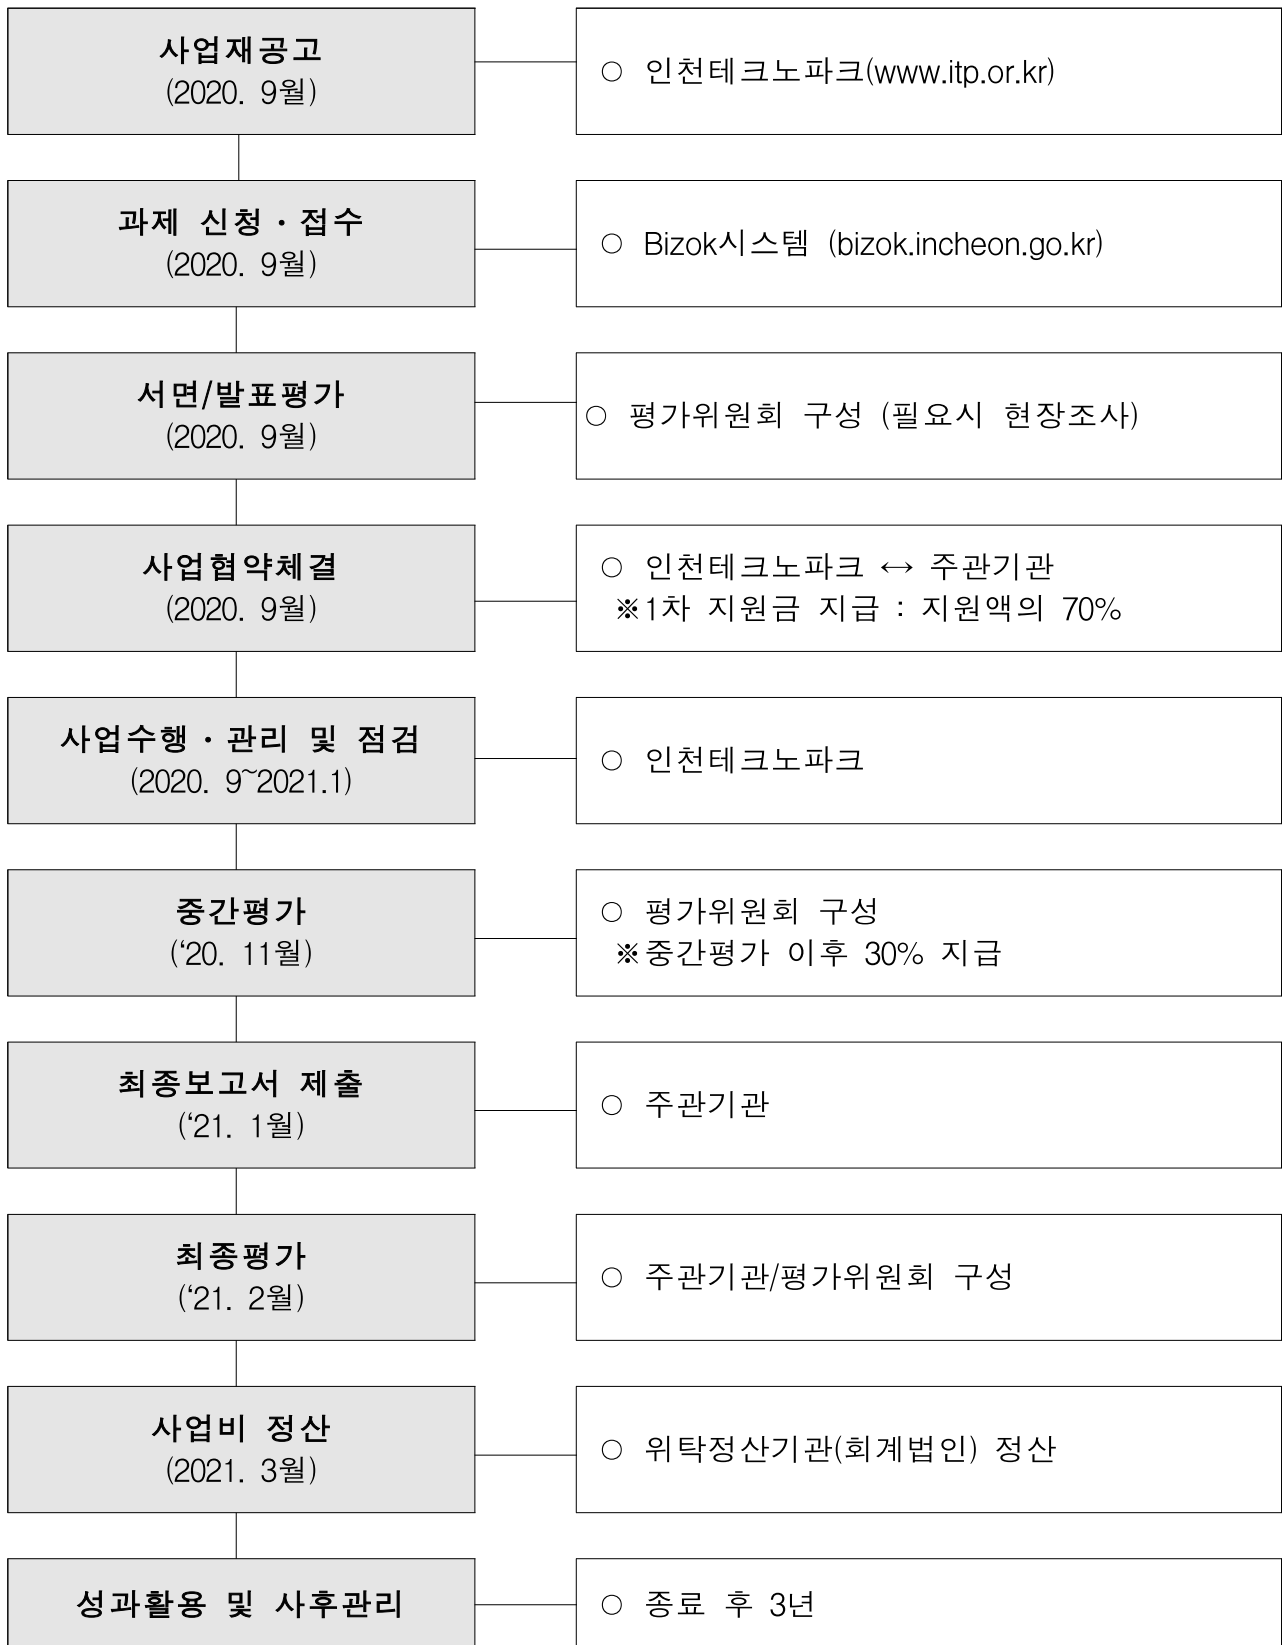 사업재공고
(2020. 9월)
○ 인천테크노파크(www.itp.or.kr)
과제 신청 · 접수
(2020. 9월)
○ Bizok시스템 (bizok.incheon.go.kr)
서면/발표평가
(2020. 9월)
○ 평가위원회 구성 (필요시 현장조사)
사업협약체결
(2020. 9월)
○ 인천테크노파크 ↔ 주관기관
※1차 지원금 지급 : 지원액의 70%
사업수행 · 관리 및 점검
(2020. 9~2021.1)
○ 인천테크노파크
중간평가
(‘20. 11월)
○ 평가위원회 구성
※중간평가 이후 30% 지급
최종보고서 제출
(‘21. 1월)
○ 주관기관
최종평가
(‘21. 2월)
○ 주관기관/평가위원회 구성
사업비 정산
(2021. 3월)
○ 위탁정산기관(회계법인) 정산
성과활용 및 사후관리
○ 종료 후 3년